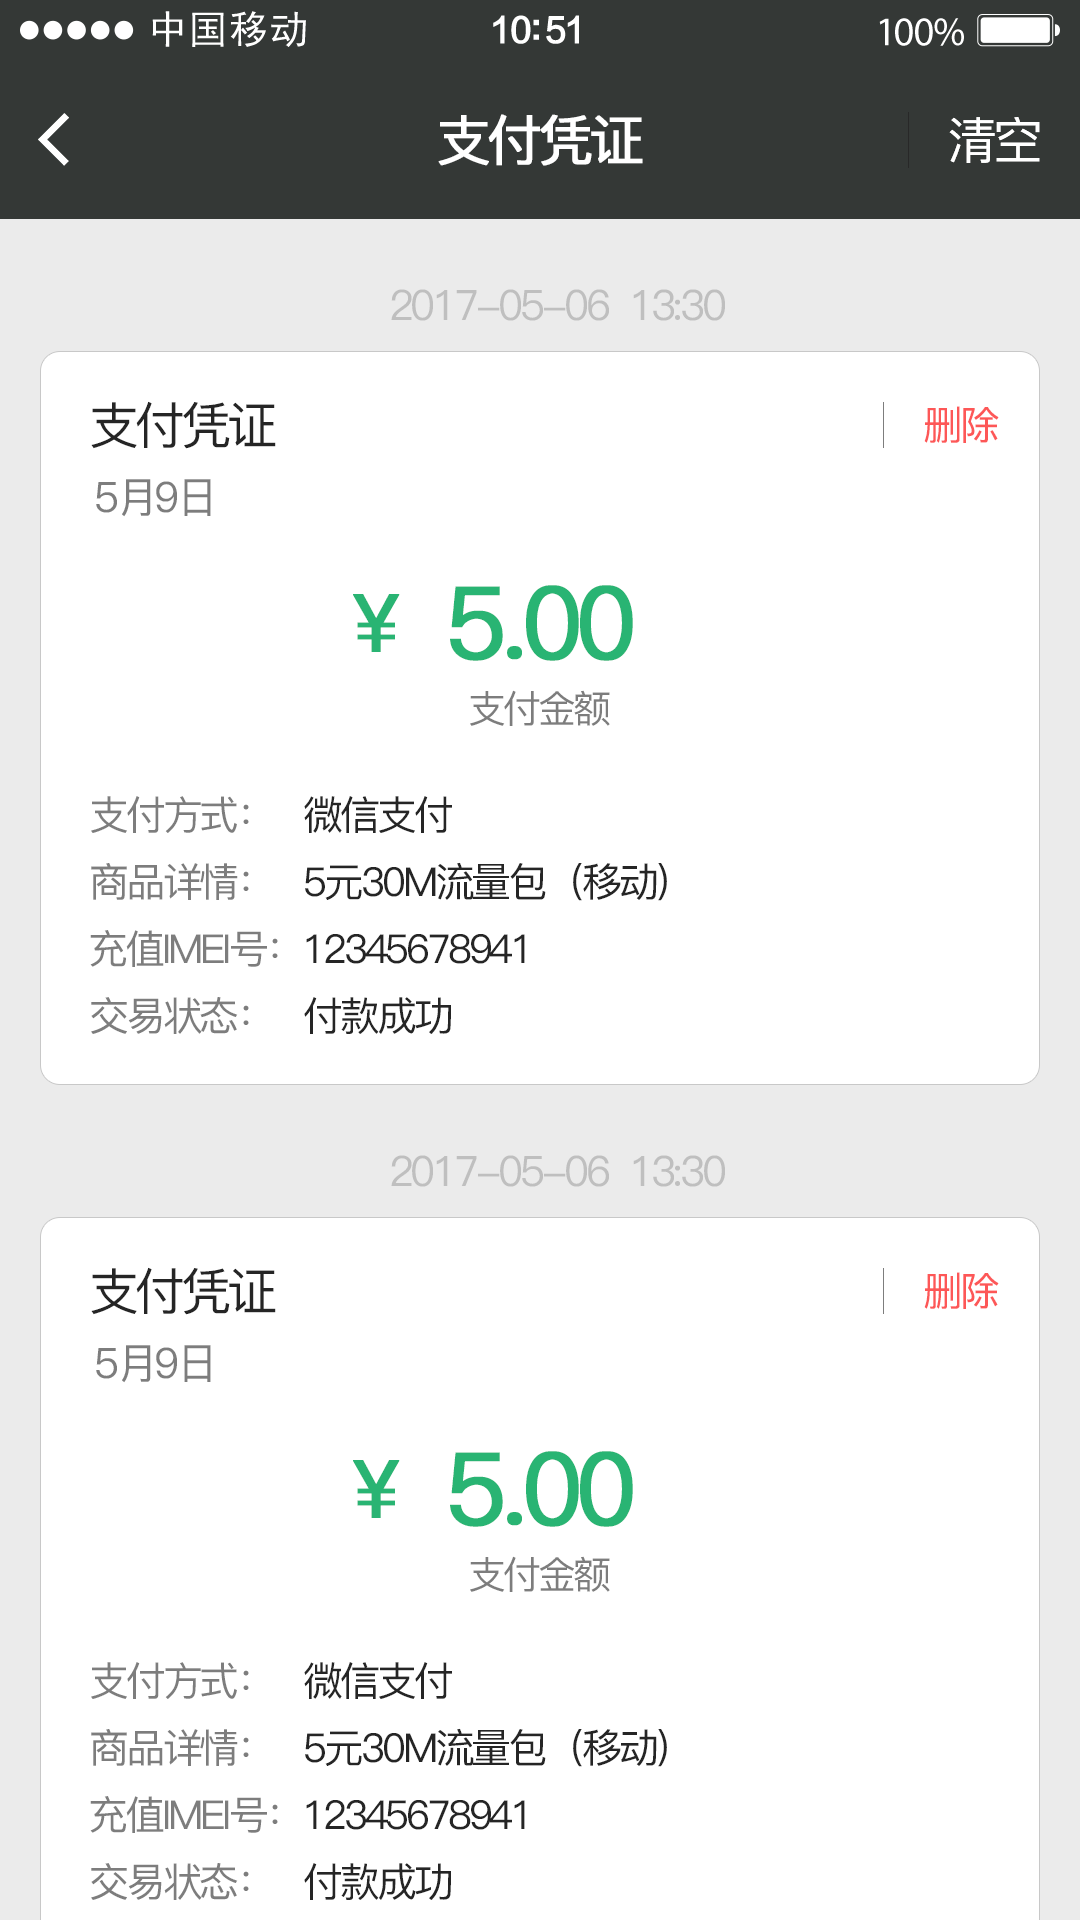 中国移动 10:51 100%
支付凭证 清空
2017-05-06 13:30
支付凭证 删除
5月9日
¥ 5.00
支付金额
支付方式： 微信支付
商品详情： 5元30M流量包（移动）
充值IMEI号： 12345678941
交易状态： 付款成功
2017-05-06 13:30
支付凭证 删除
5月9日
¥ 5.00
支付金额
支付方式： 微信支付
商品详情： 5元30M流量包（移动）
充值IMEI号： 12345678941
交易状态： 付款成功